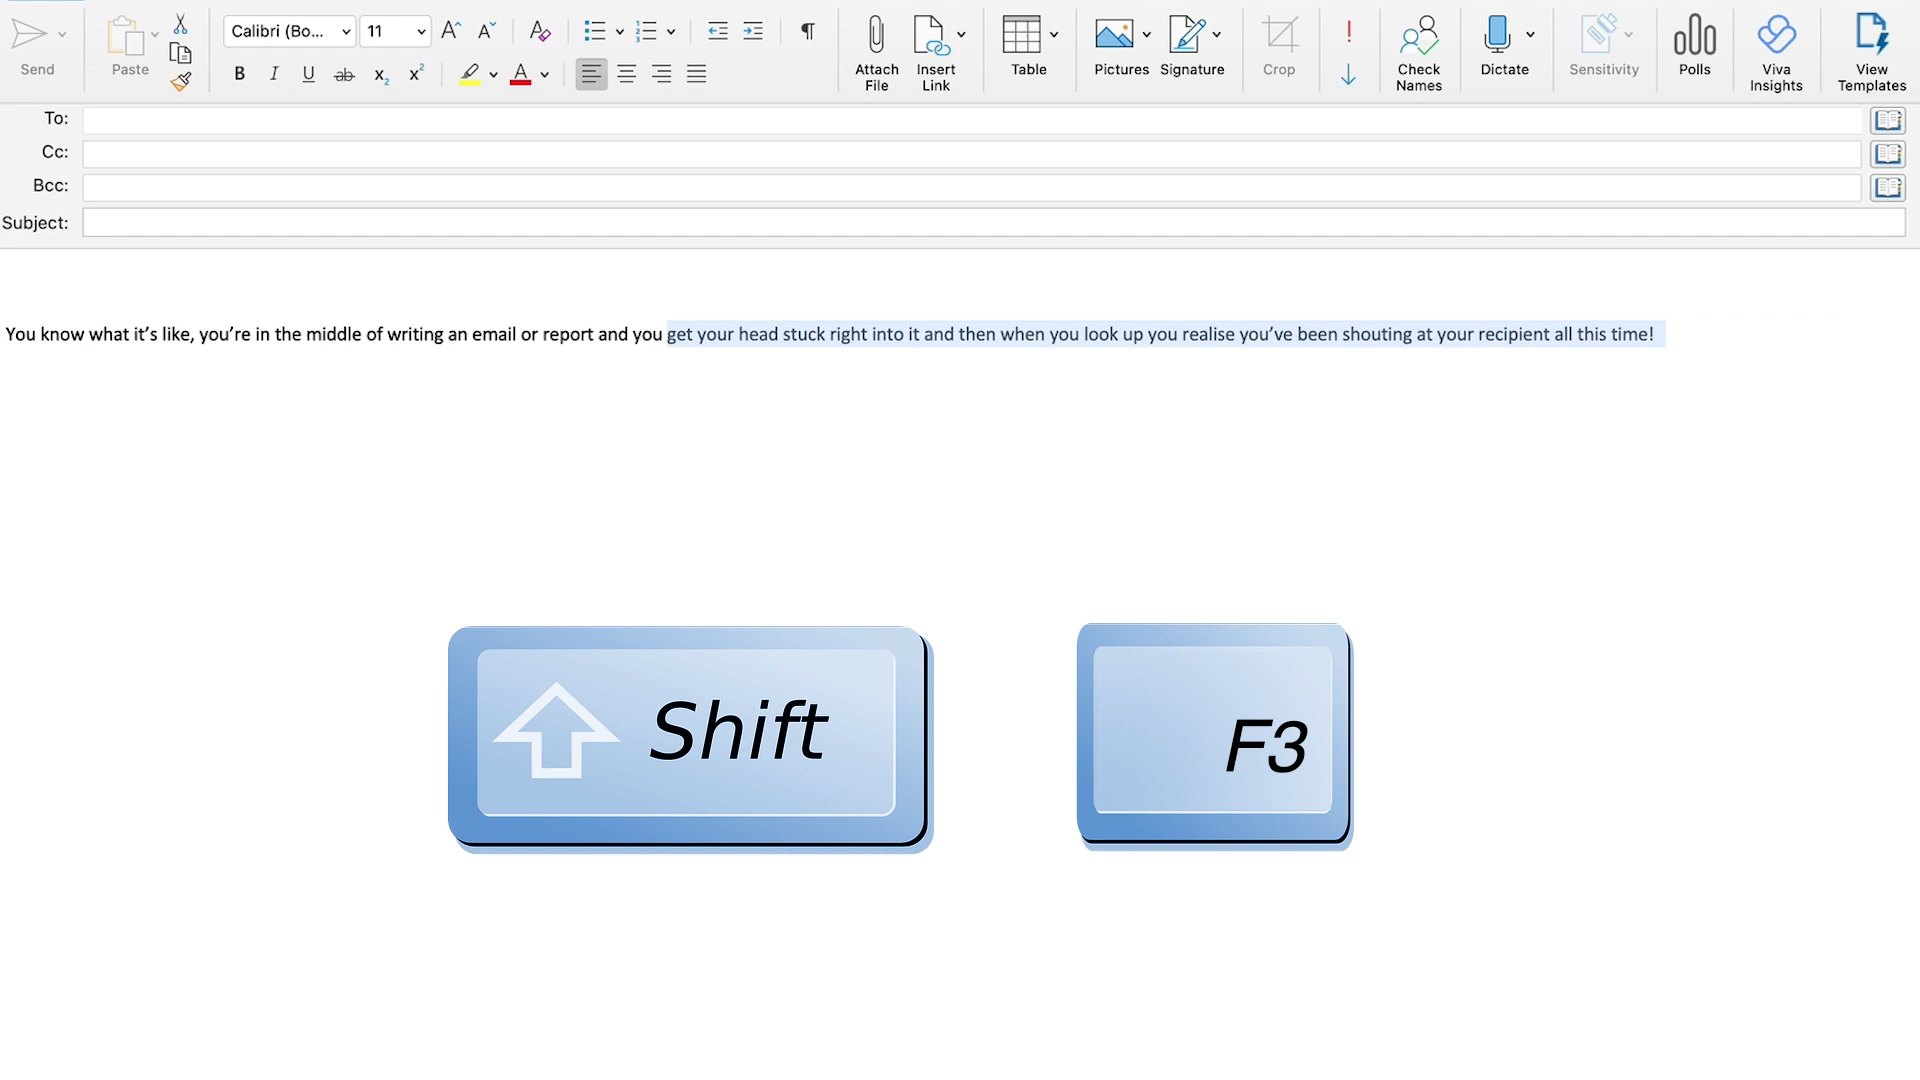 Calibri (Bo...
11
A^
A˅
A
¶
Send
Paste
B
I
U
ab
x₂
x²
A
Attach
File
Insert
Link
Table
Pictures
Signature
Crop
!
Check
Names
Dictate
Sensitivity
Polls
Viva
Insights
View
Templates
To:
Cc:
Bcc:
Subject:
You know what it’s like, you’re in the middle of writing an email or report and you get your head stuck right into it and then when you look up you realise you’ve been shouting at your recipient all this time!
Shift
F3